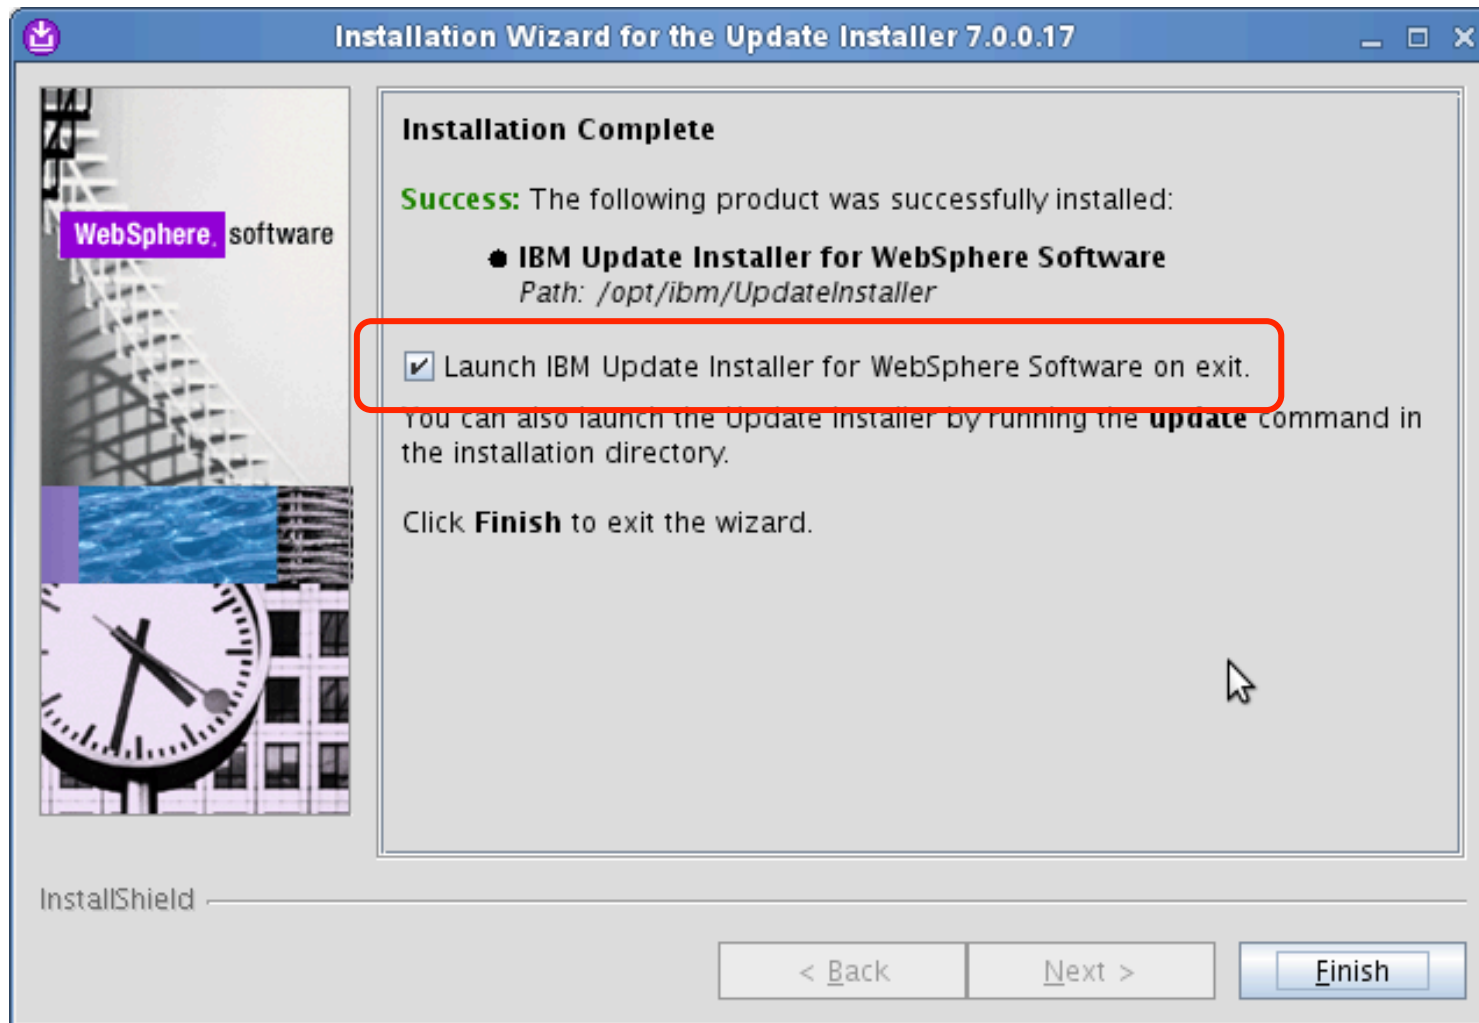 Installation Wizard for the Update Installer 7.0.0.17
WebSphere. software
Installation Complete
Success: The following product was successfully installed:
IBM Update Installer for WebSphere Software
Path: /opt/ibm/UpdateInstaller
Launch IBM Update Installer for WebSphere Software on exit.
You can also launch the Update Installer by running the update command in
the installation directory.
Click Finish to exit the wizard.
InstallShield
< Back
Next >
Finish